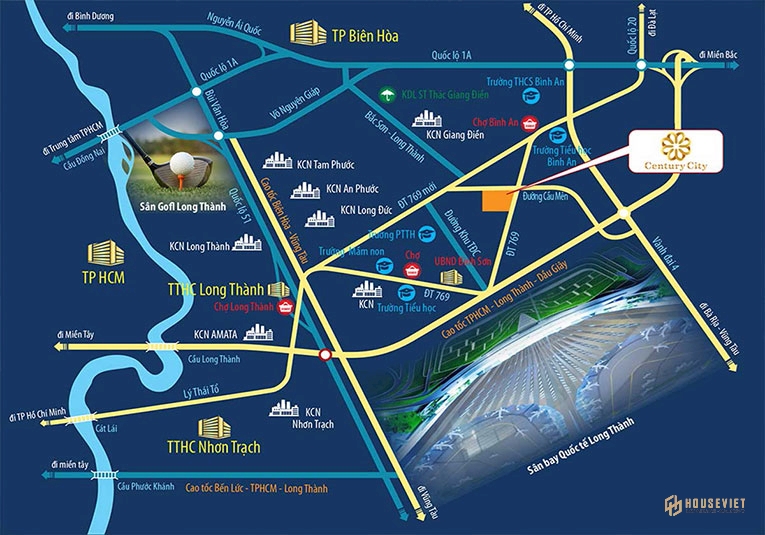 đi Bình Dương
Nguyễn Ái Quốc
TP Biên Hòa
đi TP Hồ Chí Minh
Quốc lộ 20
đi Đà Lạt
Quốc lộ 1A
Quốc lộ 1A
đi Miền Bắc
Bùi Văn Hòa
Võ Nguyên Giáp
KDL ST Thác Giang Điền
Trường THCS Bình An
đi Trung tâm TPHCM
Cầu Đồng Nai
Bắc Sơn - Long Thành
KCN Giang Điền
Chợ Bình An
Trường Tiểu học
Bình An
Century City
KCN Tam Phước
KCN An Phước
KCN Long Đức
Sân Gofl Long Thành
Quốc lộ 51
Cao tốc Biên Hòa - Vũng Tàu
ĐT 769 mới
Đường Cầu Mên
KCN Long Thành
Trường PTTH
Đường Khu TĐC
ĐT 769
Trường Mầm non
Chợ
UBND Bình Sơn
Vành đai 4
TP HCM
TTHC Long Thành
Chợ Long Thành
KCN
Trường Tiểu học
ĐT 769
Cao tốc TPHCM - Long Thành - Dầu Giây
đi Bà Rịa - Vũng Tàu
đi Miền Tây
KCN AMATA
Cầu Long Thành
Lý Thái Tổ
đi TP Hồ Chí Minh
Cát Lái
KCN
Nhơn Trạch
TTHC Nhơn Trạch
Sân bay Quốc tế Long Thành
đi miền tây
Cầu Phước Khánh
Cao tốc Bến Lức - TPHCM - Long Thành
đi Vũng Tàu
HOUSEVIET